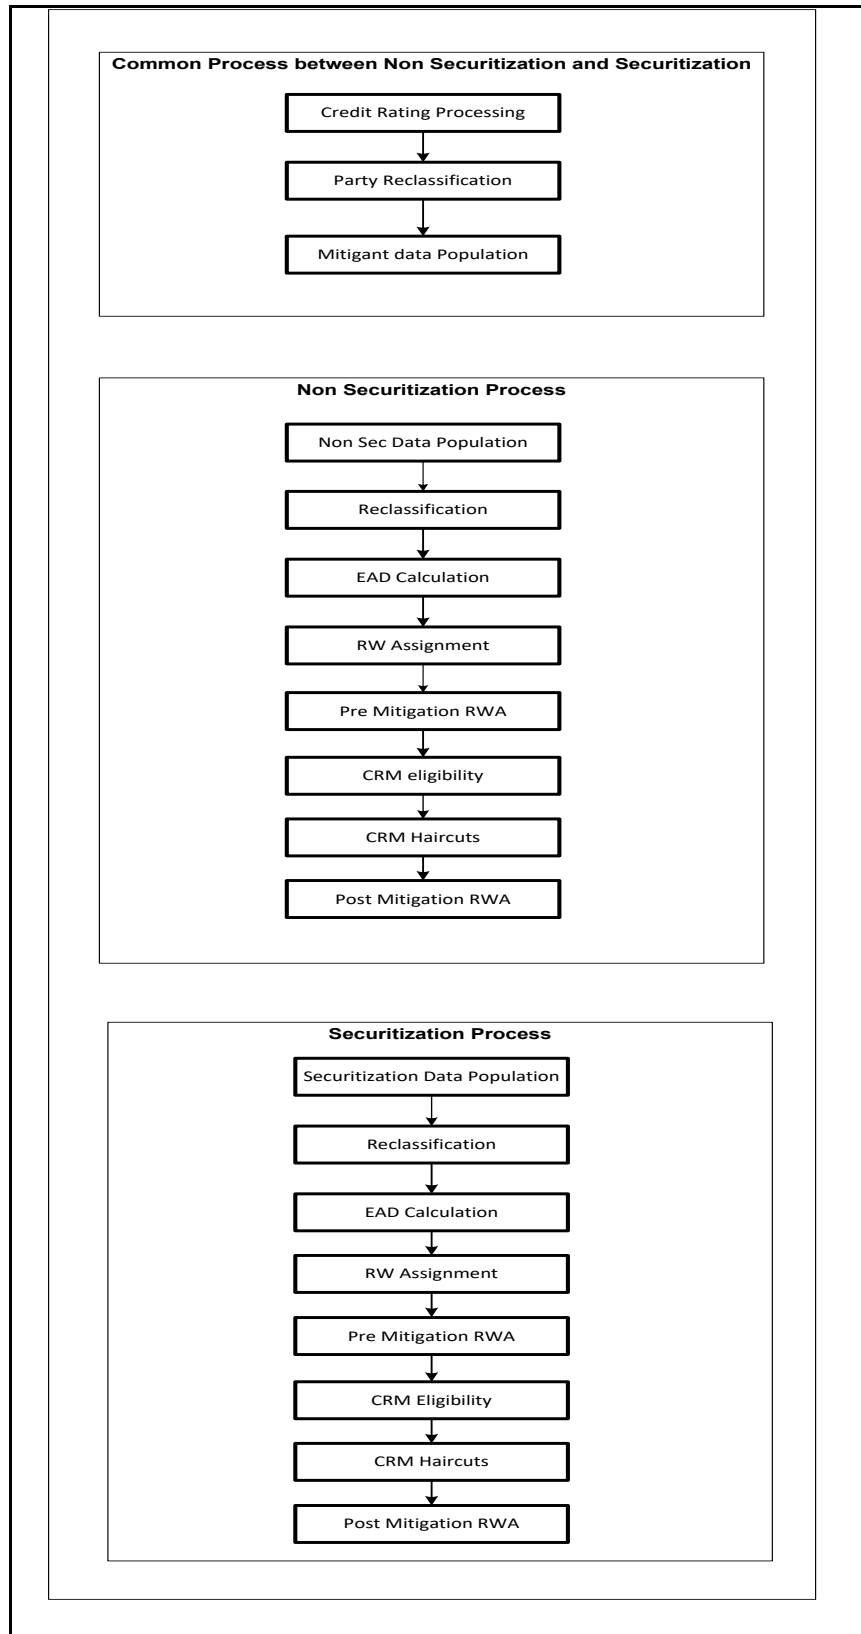 Common Process between Non Securitization and Securitization
Credit Rating Processing
Party Reclassification
Mitigant data Population
Non Securitization Process
Non Sec Data Population
Reclassification
EAD Calculation
RW Assignment
Pre Mitigation RWA
CRM eligibility
CRM Haircuts
Post Mitigation RWA
Securitization Process
Securitization Data Population
Reclassification
EAD Calculation
RW Assignment
Pre Mitigation RWA
CRM Eligibility
CRM Haircuts
Post Mitigation RWA